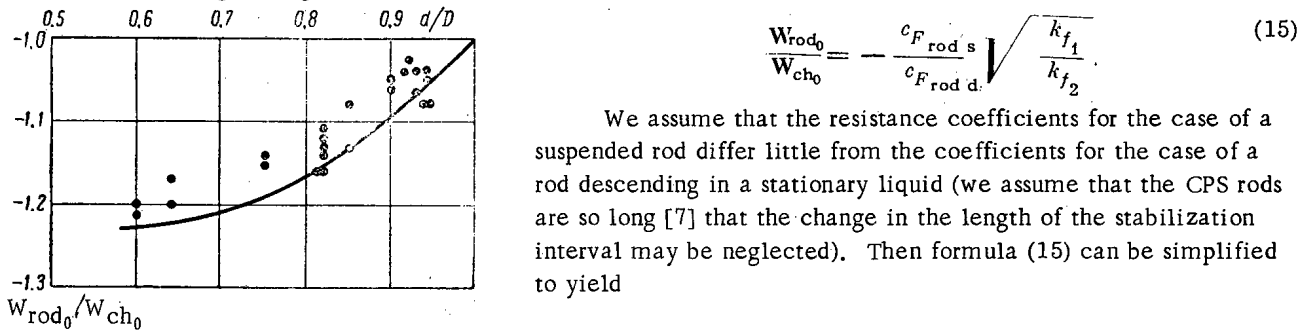 0.5 0.6 0.7 0.8 0.9 d/D
-1.0
-1.1
-1.2
-1.3
W_rod₀/W_ch₀
W_rod₀/W_ch₀ = - c_F rod s / c_F rod d √(k_f₁ / k_f₂) . (15)
We assume that the resistance coefficients for the case of a
suspended rod differ little from the coefficients for the case of a
rod descending in a stationary liquid (we assume that the CPS rods
are so long [7] that the change in the length of the stabilization
interval may be neglected). Then formula (15) can be simplified
to yield